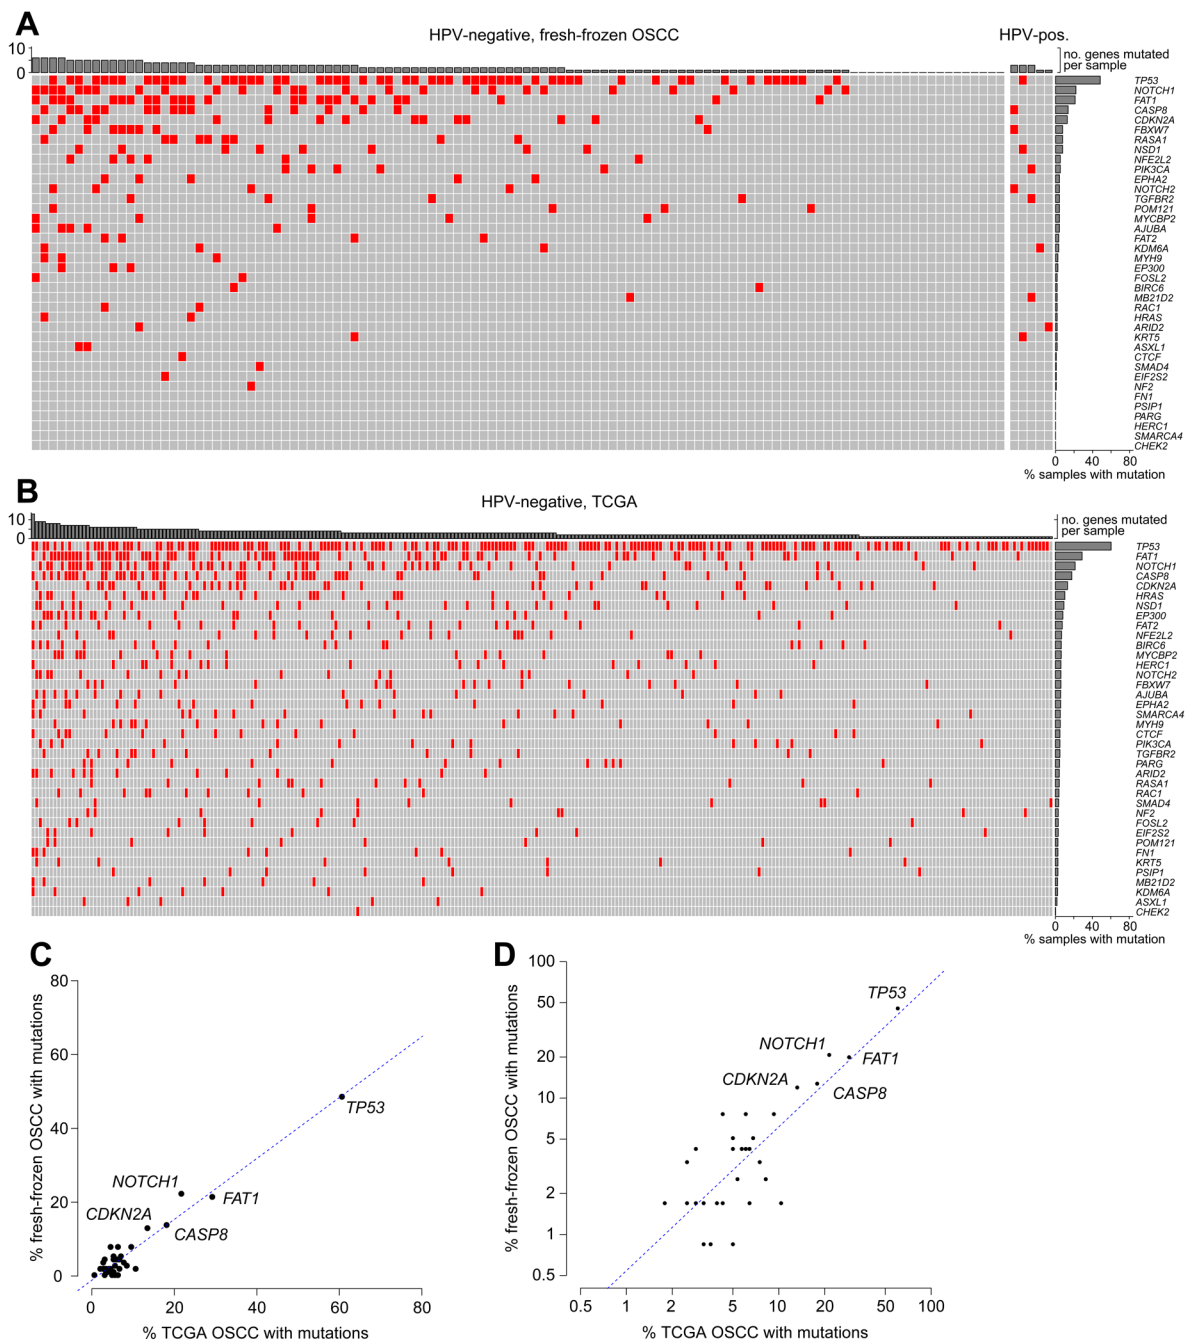 A
HPV-negative, fresh-frozen OSCC
HPV-pos.
10
0
no. genes mutated
per sample
TP53
NOTCH1
FAT1
CASP8
CDKN2A
FBXW7
RASA1
NSD1
NFE2L2
PIK3CA
EPHA2
NOTCH2
TGFBR2
POM121
MYCBP2
AJUBA
FAT2
KDM6A
MYH9
EP300
FOSL2
BIRC6
MB21D2
RAC1
HRAS
ARID2
KRT5
ASXL1
CTCF
SMAD4
EIF2S2
NF2
FN1
PSIP1
PARG
HERC1
SMARCA4
CHEK2
0 40 80
% samples with mutation
B
HPV-negative, TCGA
10
0
no. genes mutated
per sample
TP53
FAT1
NOTCH1
CASP8
CDKN2A
HRAS
NSD1
EP300
FAT2
NFE2L2
BIRC6
MYCBP2
HERC1
NOTCH2
FBXW7
AJUBA
EPHA2
SMARCA4
MYH9
CTCF
PIK3CA
TGFBR2
PARG
ARID2
RASA1
RAC1
SMAD4
NF2
FOSL2
EIF2S2
POM121
FN1
KRT5
PSIP1
MB21D2
KDM6A
ASXL1
CHEK2
0 40 80
% samples with mutation
C
% fresh-frozen OSCC with mutations
80
60
40
20
0
TP53
NOTCH1
FAT1
CDKN2A
CASP8
0 20 40 60 80
% TCGA OSCC with mutations
D
% fresh-frozen OSCC with mutations
100
50
20
10
5
2
1
0.5
TP53
NOTCH1
FAT1
CDKN2A
CASP8
0.5 1 2 5 10 20 50 100
% TCGA OSCC with mutations